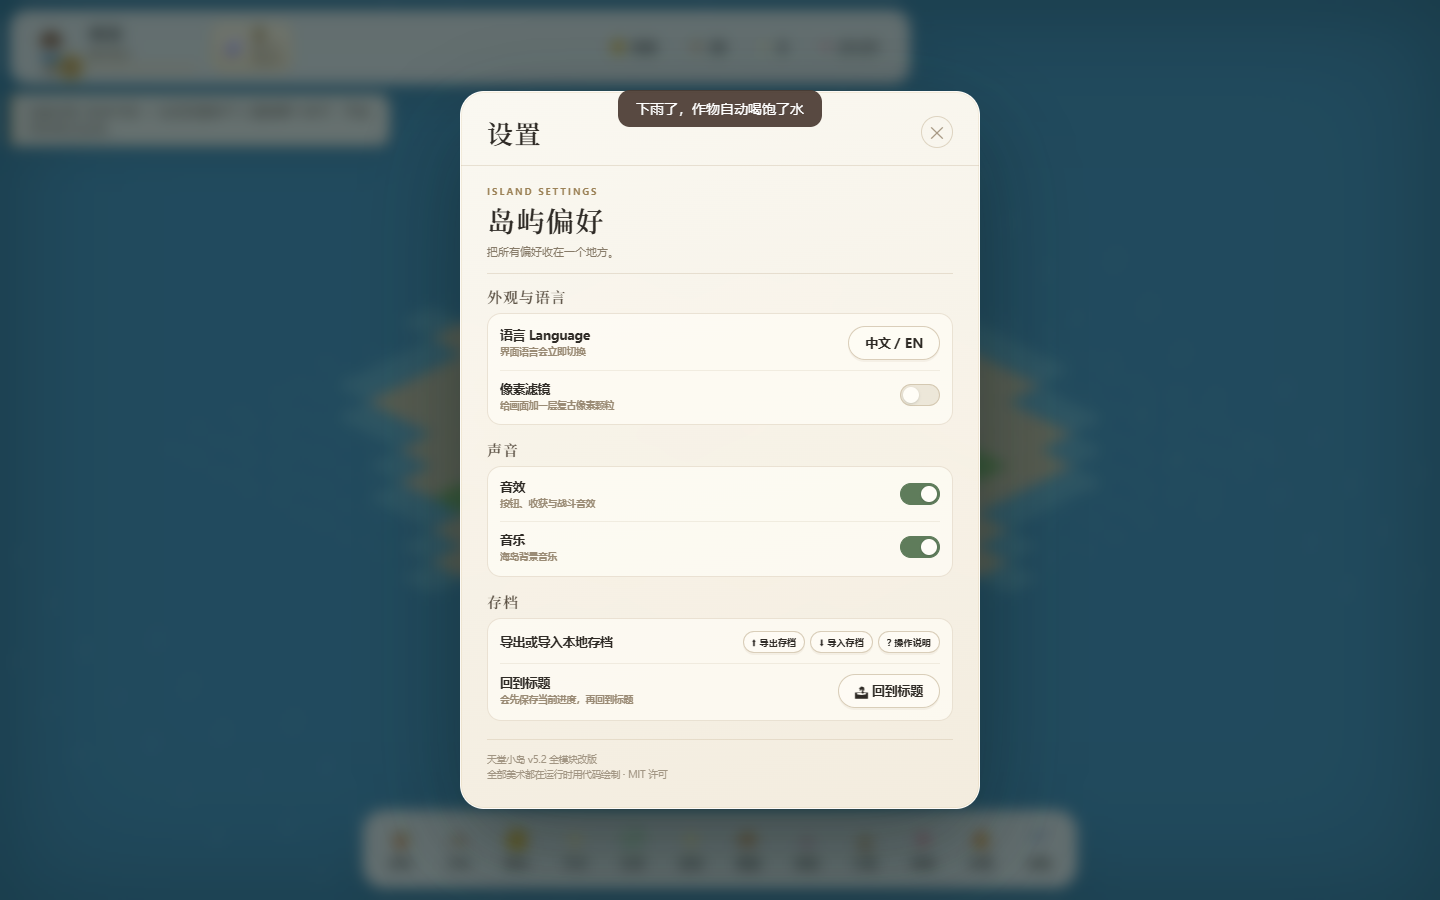 下雨了，作物自动喝饱了水
设置
ISLAND SETTINGS
岛屿偏好
把所有偏好收在一个地方。
外观与语言
语言 Language
界面语言会立即切换
中文 / EN
像素滤镜
给画面加一层复古像素颗粒
声音
音效
按钮、收获与战斗音效
音乐
海岛背景音乐
存档
导出或导入本地存档
⬆ 导出存档
⬇ 导入存档
? 操作说明
回到标题
会先保存当前进度，再回到标题
回到标题
天堂小岛 v5.2 全模块改版
全部美术都在运行时用代码绘制 · MIT 许可